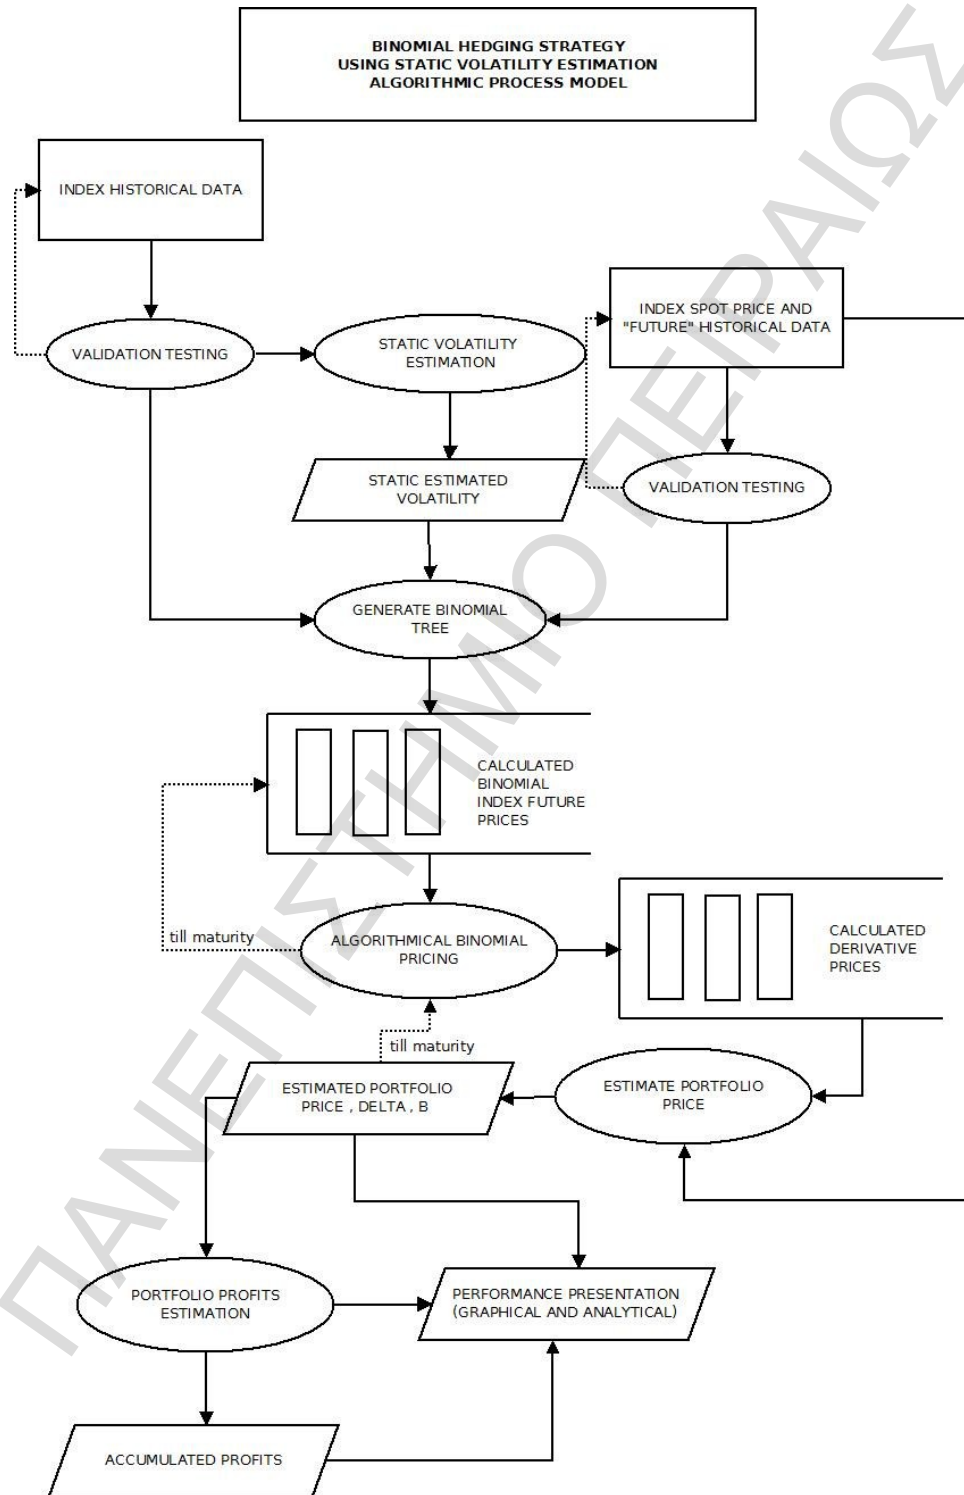 BINOMIAL HEDGING STRATEGY
USING STATIC VOLATILITY ESTIMATION
ALGORITHMIC PROCESS MODEL
INDEX HISTORICAL DATA
INDEX SPOT PRICE AND
"FUTURE" HISTORICAL DATA
VALIDATION TESTING
STATIC VOLATILITY
ESTIMATION
STATIC ESTIMATED
VOLATILITY
VALIDATION TESTING
GENERATE BINOMIAL
TREE
CALCULATED
BINOMIAL
INDEX FUTURE
PRICES
till maturity
ALGORITHMICAL BINOMIAL
PRICING
CALCULATED
DERIVATIVE
PRICES
till maturity
ESTIMATED PORTFOLIO
PRICE , DELTA , B
ESTIMATE PORTFOLIO
PRICE
PORTFOLIO PROFITS
ESTIMATION
PERFORMANCE PRESENTATION
(GRAPHICAL AND ANALYTICAL)
ACCUMULATED PROFITS
ΠΑΝΕΠΙΣΤΗΜΙΟ ΠΕΙΡΑΙΩΣ